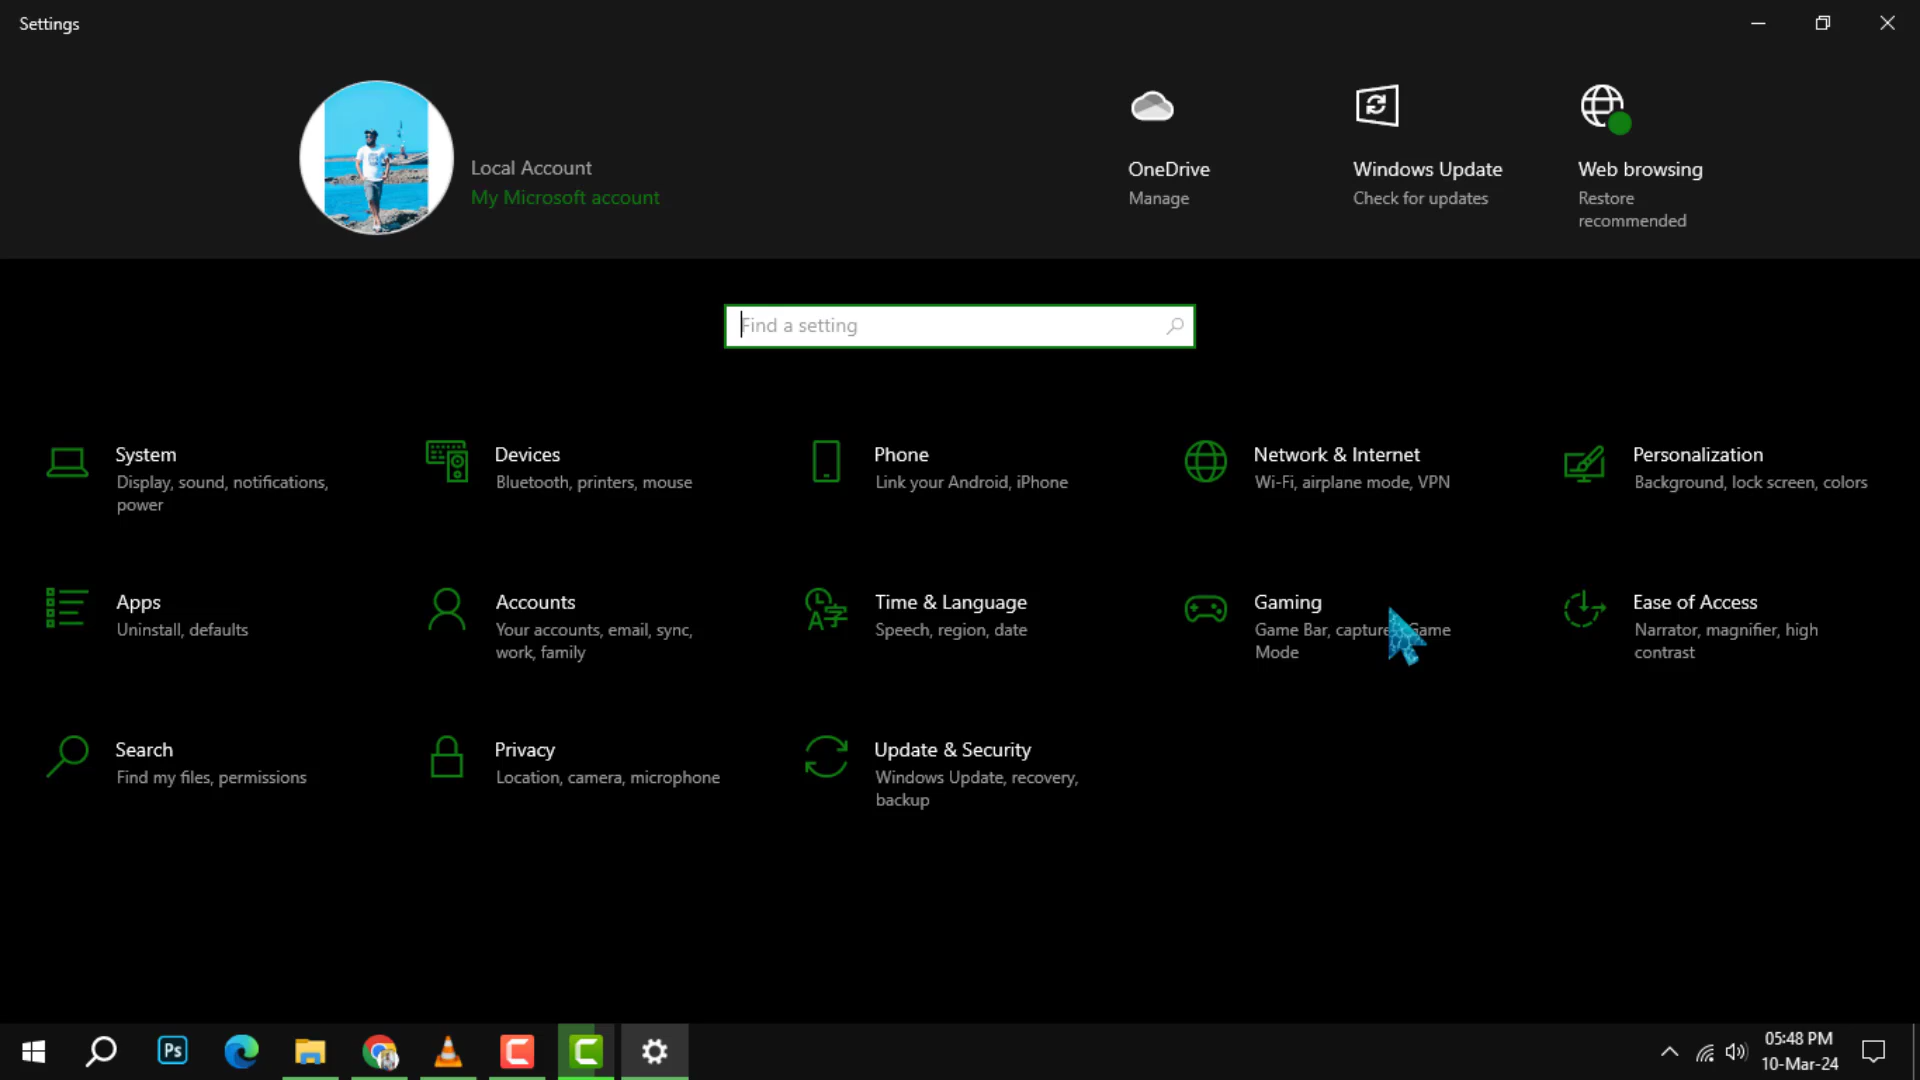 Settings
Local Account
My Microsoft account
OneDrive
Manage
Windows Update
Check for updates
Web browsing
Restore
recommended
Find a setting
System
Display, sound, notifications,
power
Devices
Bluetooth, printers, mouse
Phone
Link your Android, iPhone
Network & Internet
Wi-Fi, airplane mode, VPN
Personalization
Background, lock screen, colors
Apps
Uninstall, defaults
Accounts
Your accounts, email, sync,
work, family
Time & Language
Speech, region, date
Gaming
Game Bar, captures, Game
Mode
Ease of Access
Narrator, magnifier, high
contrast
Search
Find my files, permissions
Privacy
Location, camera, microphone
Update & Security
Windows Update, recovery,
backup
Ps
05:48 PM
10-Mar-24